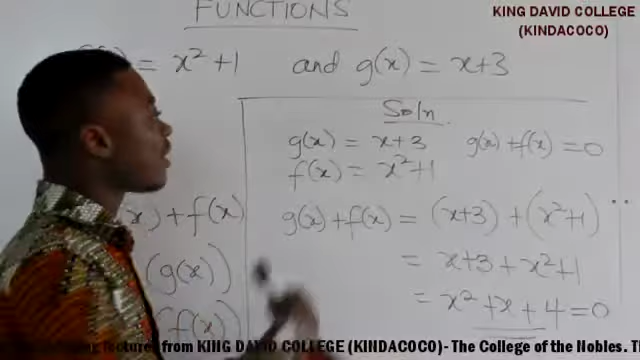 FUNCTIONS
KING DAVID COLLEGE
(KINDACOCO)
= x²+1 and g(x) = x+3
Soln.
g(x) = x+3 g(x)+f(x) = 0
f(x) = x²+1
x) + f(x)
g(x)+f(x) = (x+3) + (x²+1)
(g(x))
= x+3 + x²+1
(f(x))
= x²+x+4=0
lectures from KING DAVID COLLEGE (KINDACOCO)- The College of the Nobles. T